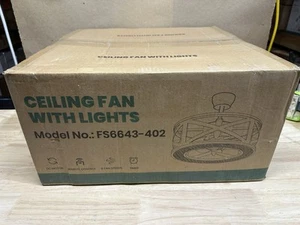 CEILING FAN WITH LIGHTS
CEILING FAN
WITH LIGHTS
Model No.: FS6643-402